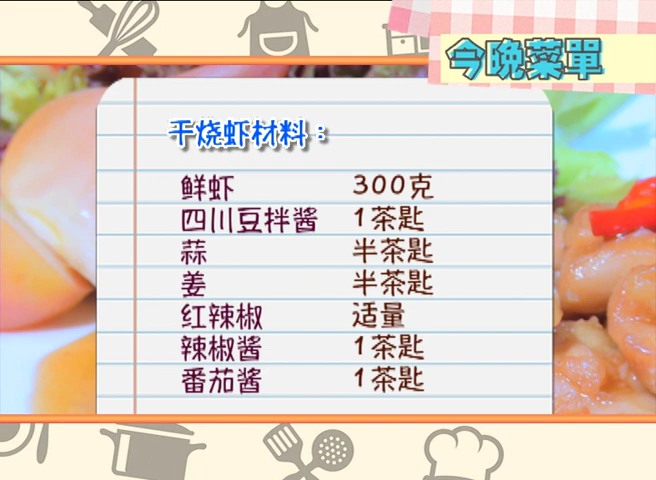 今晚菜單
干烧虾材料：
鲜虾 300克
四川豆拌酱 1茶匙
蒜 半茶匙
姜 半茶匙
红辣椒 适量
辣椒酱 1茶匙
番茄酱 1茶匙